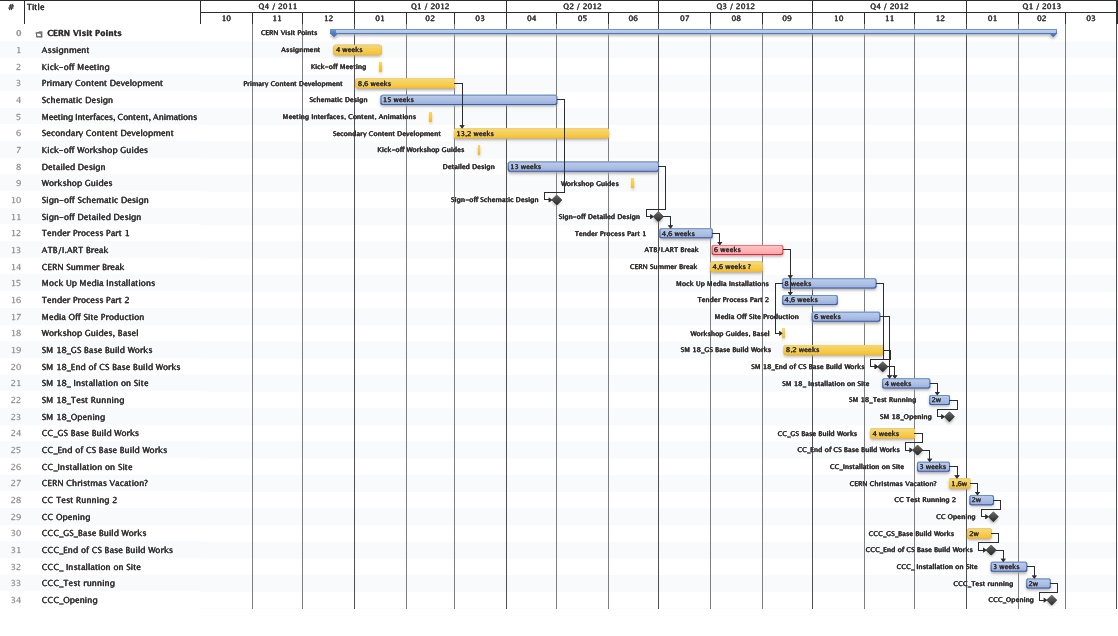 # Title Q4 / 2011 Q1 / 2012 Q2 / 2012 Q3 / 2012 Q4 / 2012 Q1 / 2013
10 11 12 01 02 03 04 05 06 07 08 09 10 11 12 01 02 03
0 CERN Visit Points CERN Visit Points
1 Assignment Assignment 4 weeks
2 Kick-off Meeting Kick-off Meeting
3 Primary Content Development Primary Content Development 8,6 weeks
4 Schematic Design Schematic Design 15 weeks
5 Meeting Interfaces, Content, Animations Meeting Interfaces, Content, Animations
6 Secondary Content Development Secondary Content Development 13,2 weeks
7 Kick-off Workshop Guides Kick-off Workshop Guides
8 Detailed Design Detailed Design 13 weeks
9 Workshop Guides Workshop Guides
10 Sign-off Schematic Design Sign-off Schematic Design
11 Sign-off Detailed Design Sign-off Detailed Design
12 Tender Process Part 1 Tender Process Part 1 4,6 weeks
13 ATB/I.ART Break ATB/I.ART Break 6 weeks
14 CERN Summer Break CERN Summer Break 4,6 weeks ?
15 Mock Up Media Installations Mock Up Media Installations 8 weeks
16 Tender Process Part 2 Tender Process Part 2 4,6 weeks
17 Media Off Site Production Media Off Site Production 6 weeks
18 Workshop Guides, Basel Workshop Guides, Basel
19 SM 18_GS Base Build Works SM 18_GS Base Build Works 8,2 weeks
20 SM 18_End of CS Base Build Works SM 18_End of CS Base Build Works
21 SM 18_ Installation on Site SM 18_ Installation on Site 4 weeks
22 SM 18_Test Running SM 18_Test Running 2w
23 SM 18_Opening SM 18_Opening
24 CC_GS Base Build Works CC_GS Base Build Works 4 weeks
25 CC_End of CS Base Build Works CC_End of CS Base Build Works
26 CC_Installation on Site CC_Installation on Site 3 weeks
27 CERN Christmas Vacation? CERN Christmas Vacation? 1,6w
28 CC Test Running 2 CC Test Running 2 2w
29 CC Opening CC Opening
30 CCC_GS_Base Build Works CCC_GS_Base Build Works 2w
31 CCC_End of CS Base Build Works CCC_End of CS Base Build Works
32 CCC_ Installation on Site CCC_ Installation on Site 3 weeks
33 CCC_Test running CCC_Test running 2w
34 CCC_Opening CCC_Opening